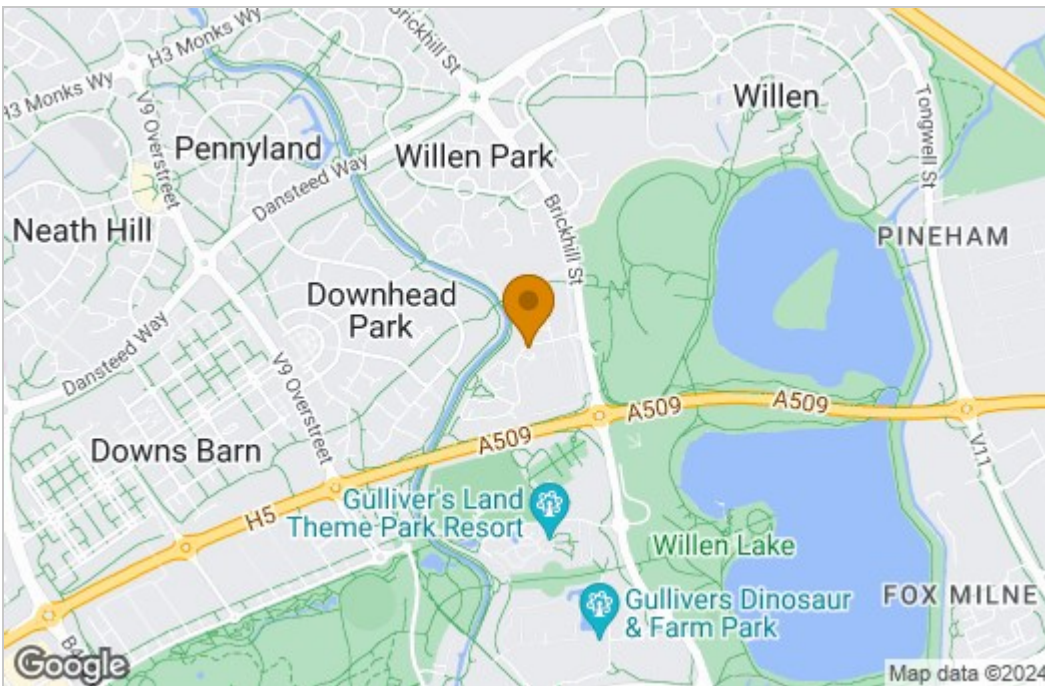 H3 Monks Wy
H3 Monks Wy
Brickhill St
Willen
Tongwell St
V9 Overstreet
Pennyland
Willen Park
Dansteed Way
Neath Hill
Brickhill St
PINEHAM
Downhead
Park
Dansteed Way
V9 Overstreet
A509
A509
A509
Downs Barn
V11
H5
Gulliver's Land
Theme Park Resort
Willen Lake
Gullivers Dinosaur
& Farm Park
FOX MILNE
B4
Google
Map data ©2024